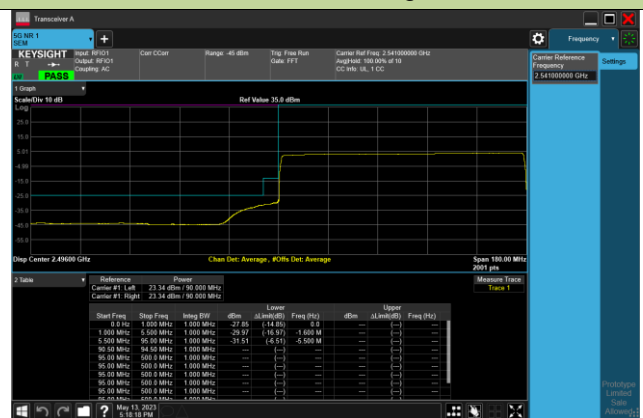 Transceiver A
5G NR 1
SEM
+
Frequency
KEYSIGHT
R T
PASS
Input: RFIO1
Output: RFIO1
Coupling: AC
Corr CCorr
Range: -45 dBm
Trig: Free Run
Gate: FFT
Carrier Ref Freq: 2.541000000 GHz
Avg|Hold: 100.00% of 10
CC Info: UL, 1 CC
Carrier Reference
Frequency
2.541000000 GHz
Settings
1 Graph
Scale/Div 10 dB
Ref Value 35.0 dBm
Log
25.0
15.0
5.01
-4.99
-15.0
-25.0
-35.0
-45.0
-55.0
Disp Center 2.49600 GHz
Chan Det: Average , #Offs Det: Average
Span 180.00 MHz
2001 pts
2 Table
Reference Power
Carrier #1: Left 23.34 dBm / 90.000 MHz
Carrier #1: Right 23.34 dBm / 90.000 MHz
Measure Trace
Trace 1
Lower Upper
Start Freq Stop Freq Integ BW dBm ΔLimit(dB) Freq (Hz) dBm ΔLimit(dB) Freq (Hz)
0.0 Hz 1.000 MHz 1.000 MHz -27.85 (-14.85) 0.0 --- (---) ---
1.000 MHz 5.500 MHz 1.000 MHz -29.97 (-16.97) -1.600 M --- (---) ---
5.500 MHz 95.00 MHz 1.000 MHz -31.51 (-6.51) -5.500 M --- (---) ---
90.50 MHz 94.50 MHz 1.000 MHz --- (---) --- --- (---) ---
95.00 MHz 500.0 MHz 1.000 MHz --- (---) --- --- (---) ---
95.00 MHz 500.0 MHz 1.000 MHz --- (---) --- --- (---) ---
95.00 MHz 500.0 MHz 1.000 MHz --- (---) --- --- (---) ---
95.00 MHz 500.0 MHz 1.000 MHz --- (---) --- --- (---) ---
95.00 MHz 500.0 MHz 1.000 MHz --- (---) --- --- (---) ---
?
May 13, 2023
5:18:18 PM
Prototype
Limited
Sale
Allowed